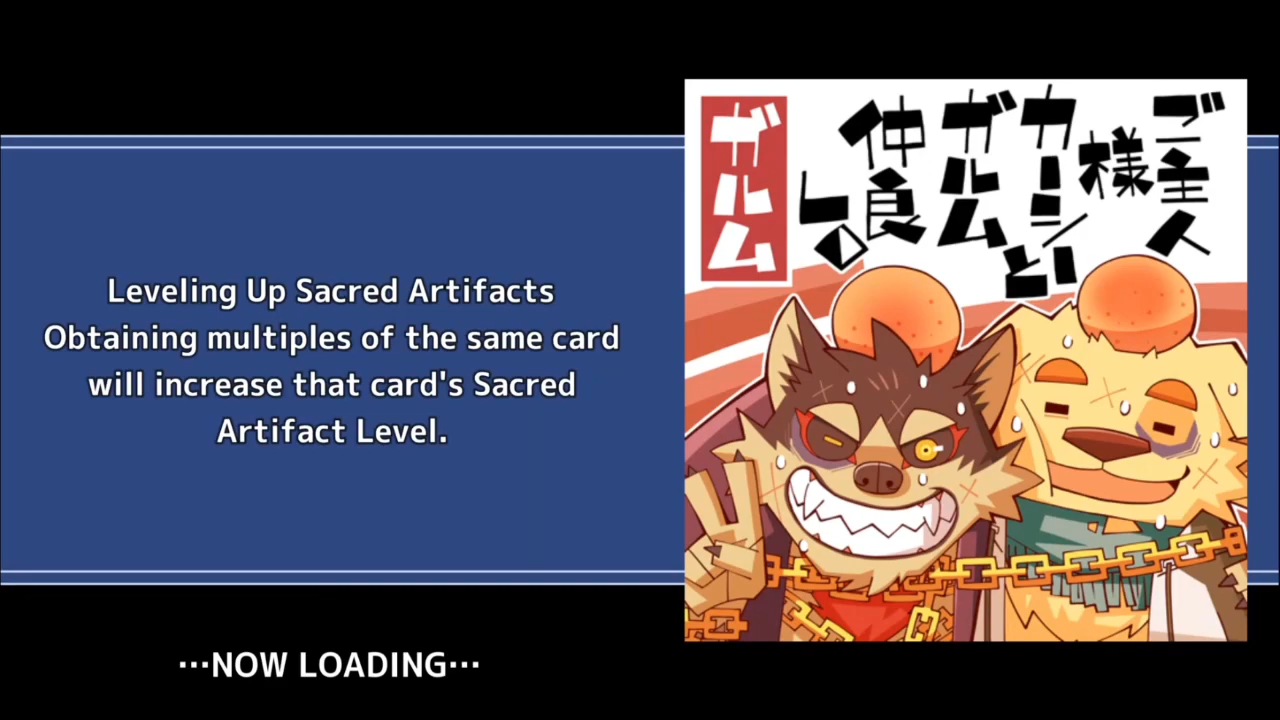 Leveling Up Sacred Artifacts
Obtaining multiples of the same card
will increase that card's Sacred
Artifact Level.
…NOW LOADING…
ご主人様
カーシーと
ガルム
仲良し。
ガルム